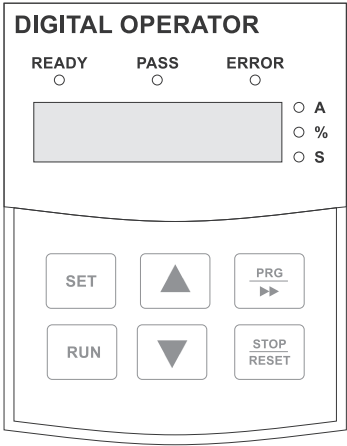 DIGITAL OPERATOR
READY PASS ERROR
A
%
S
SET
PRG
RUN
STOP
RESET